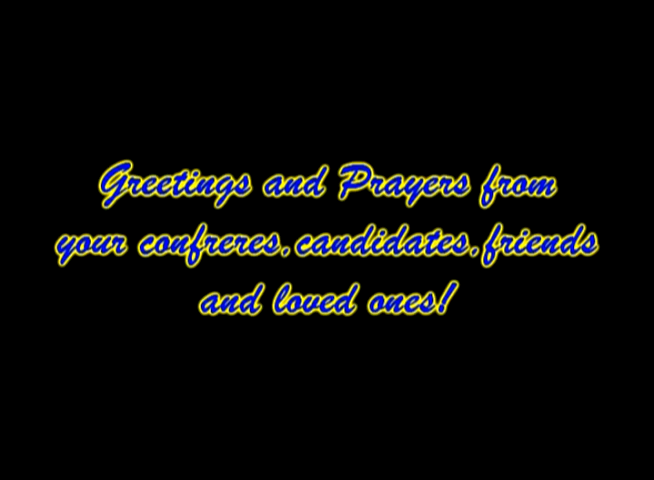 Greetings and Prayers from
your confreres, candidates, friends
and loved ones!